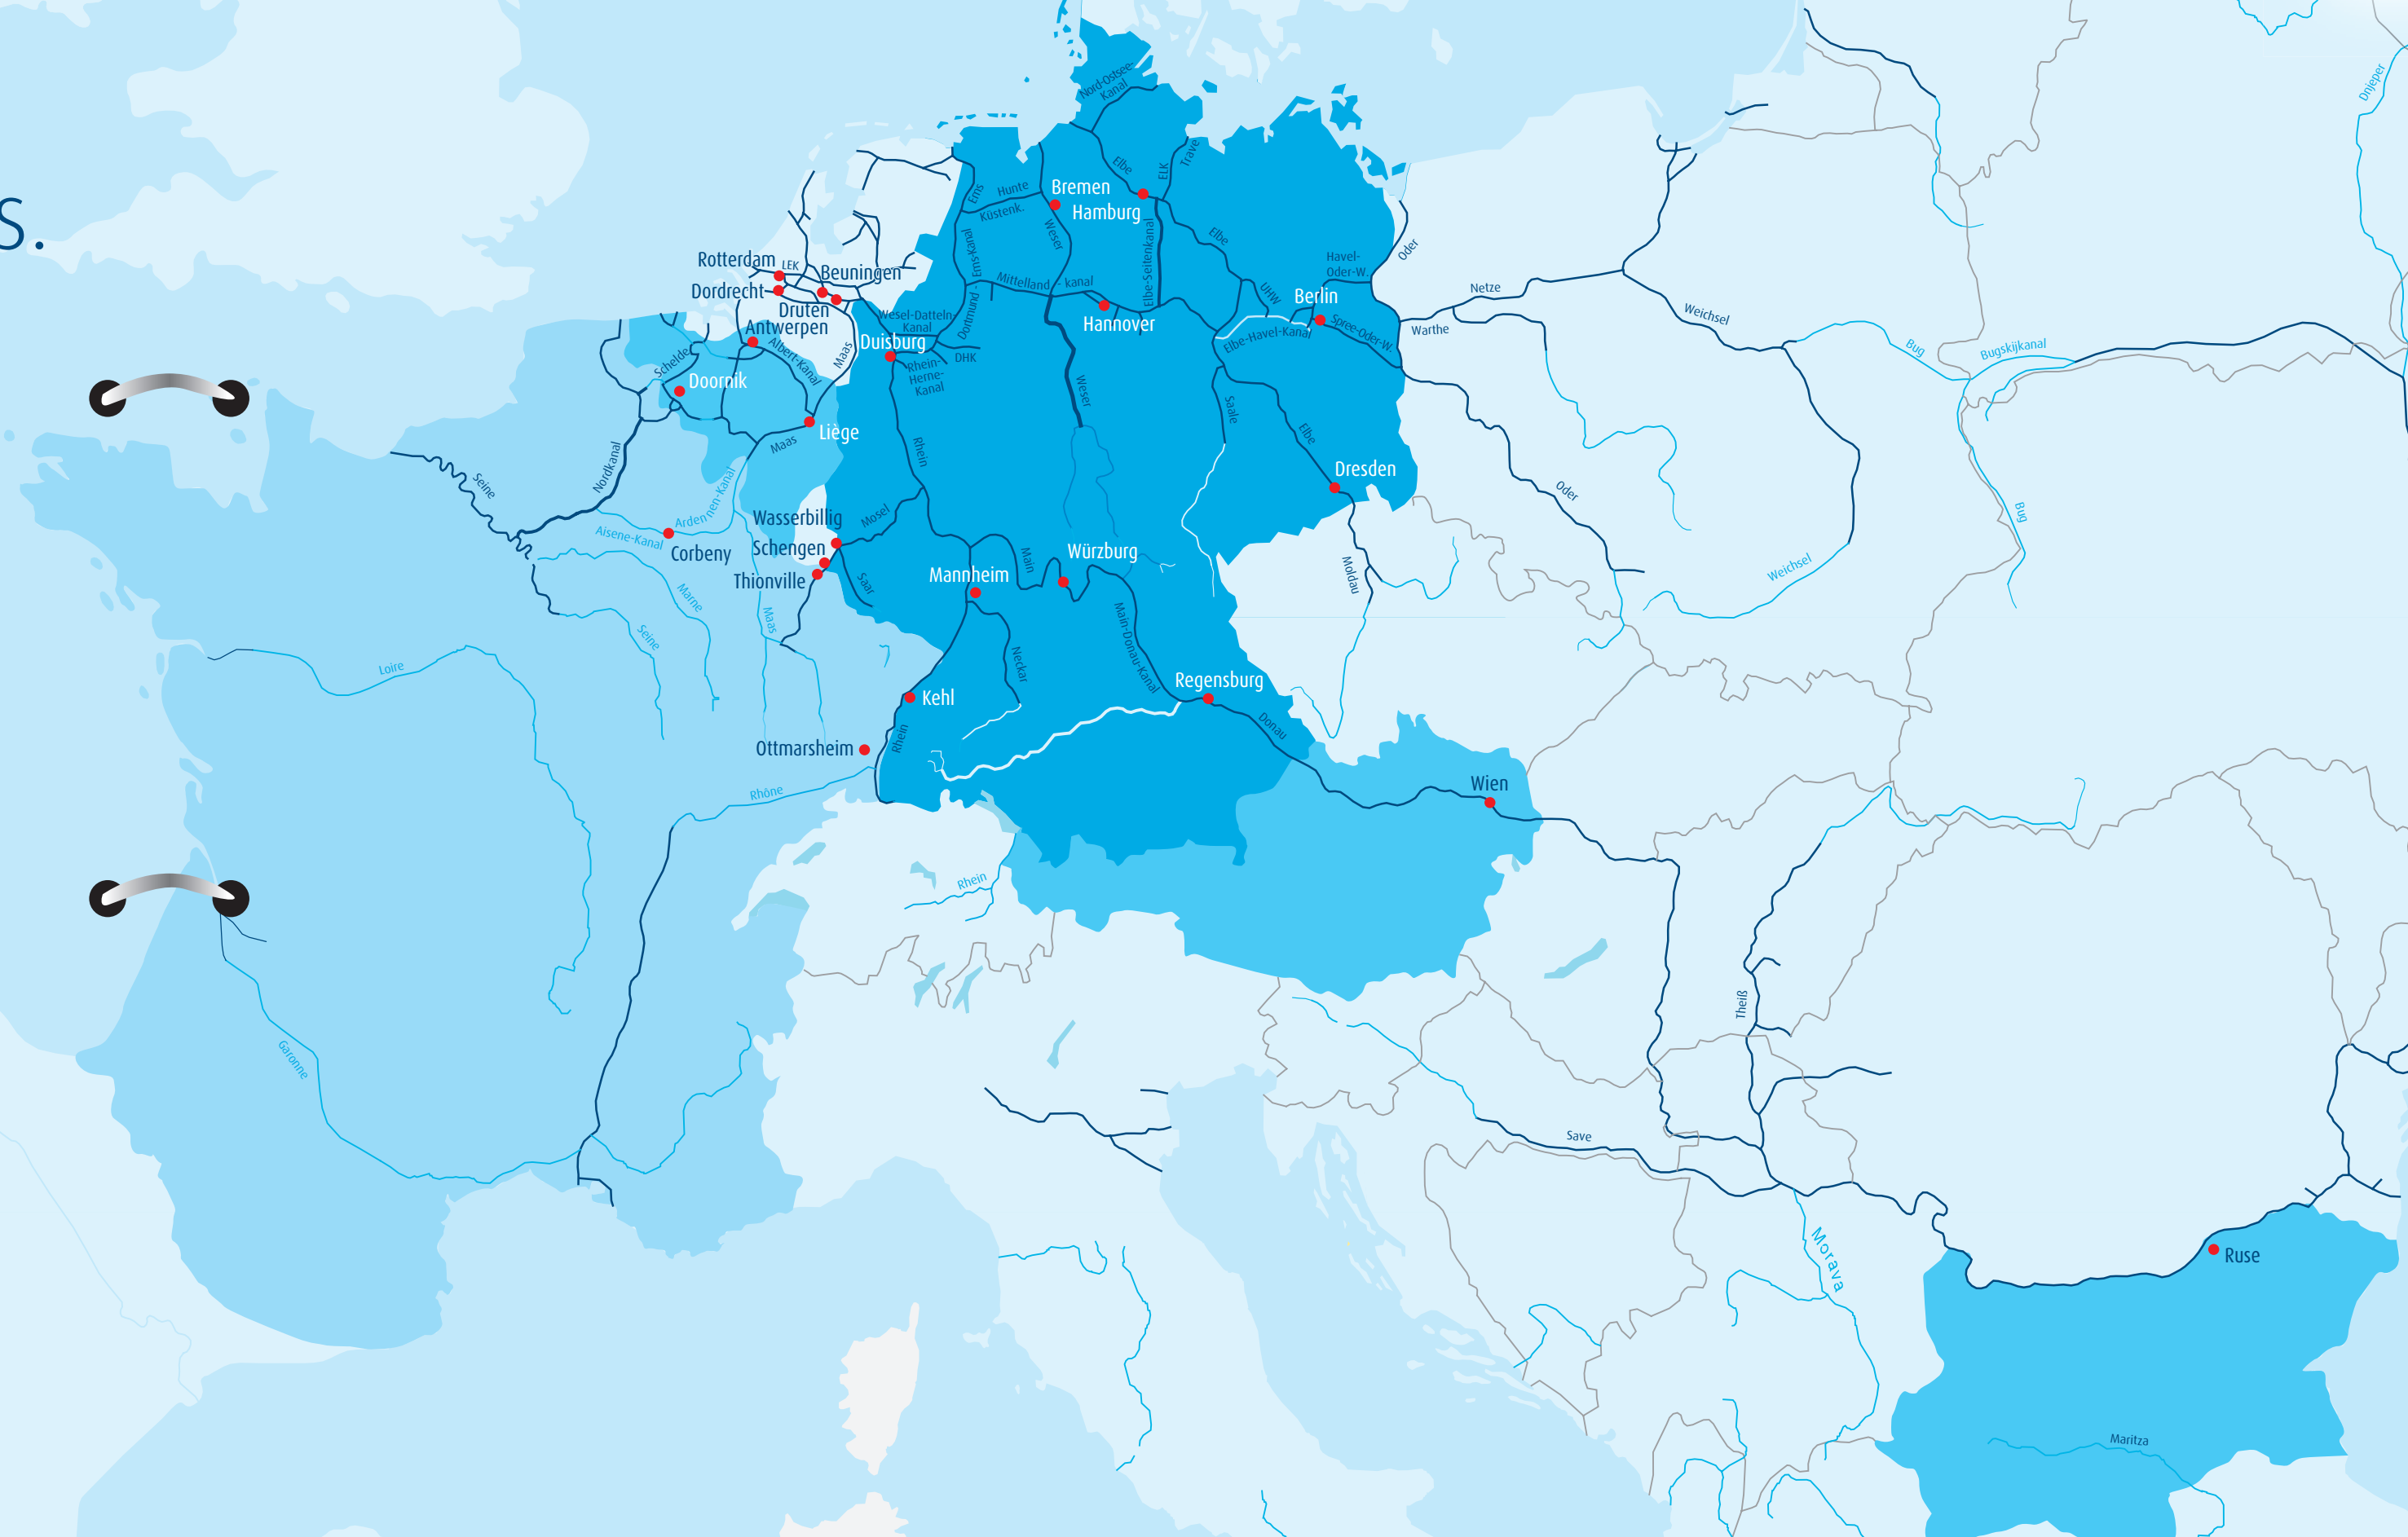 s.
Nord-Ostsee-
Kanal
Dnjeper
Elbe
ELK
Trave
Ems
Hunte
Küstenk.
Bremen
Hamburg
Weser
Ems-Kanal
Dortmund -
Elbe-Seitenkanal
Elbe
Havel-
Oder-W.
Oder
Rotterdam
LEK
Beuningen
Dordrecht
Druten
Antwerpen
Mittelland - kanal
UHW
Berlin
Netze
Weichsel
Warthe
Hannover
Wesel-Datteln-
Kanal
Duisburg
Elbe-Havel-Kanal
Spree-Oder-W.
Bug
Bugskijkanal
Schelde
Albert-Kanal
Maas
DHK
Rhein-
Herne-
Kanal
Doornik
Weser
Saale
Liège
Maas
Elbe
Rhein
Nordkanal
Seine
Dresden
Oder
Bug
Arden
nen-Kanal
Aisene-Kanal
Corbeny
Wasserbillig
Mosel
Schengen
Thionville
Saar
Main
Würzburg
Mannheim
Moldau
Weichsel
Marne
Seine
Maas
Main-Donau-Kanal
Neckar
Loire
Kehl
Regensburg
Rhein
Donau
Ottmarsheim
Rhône
Wien
Rhein
Theiß
Garonne
Save
Morava
Ruse
Maritza